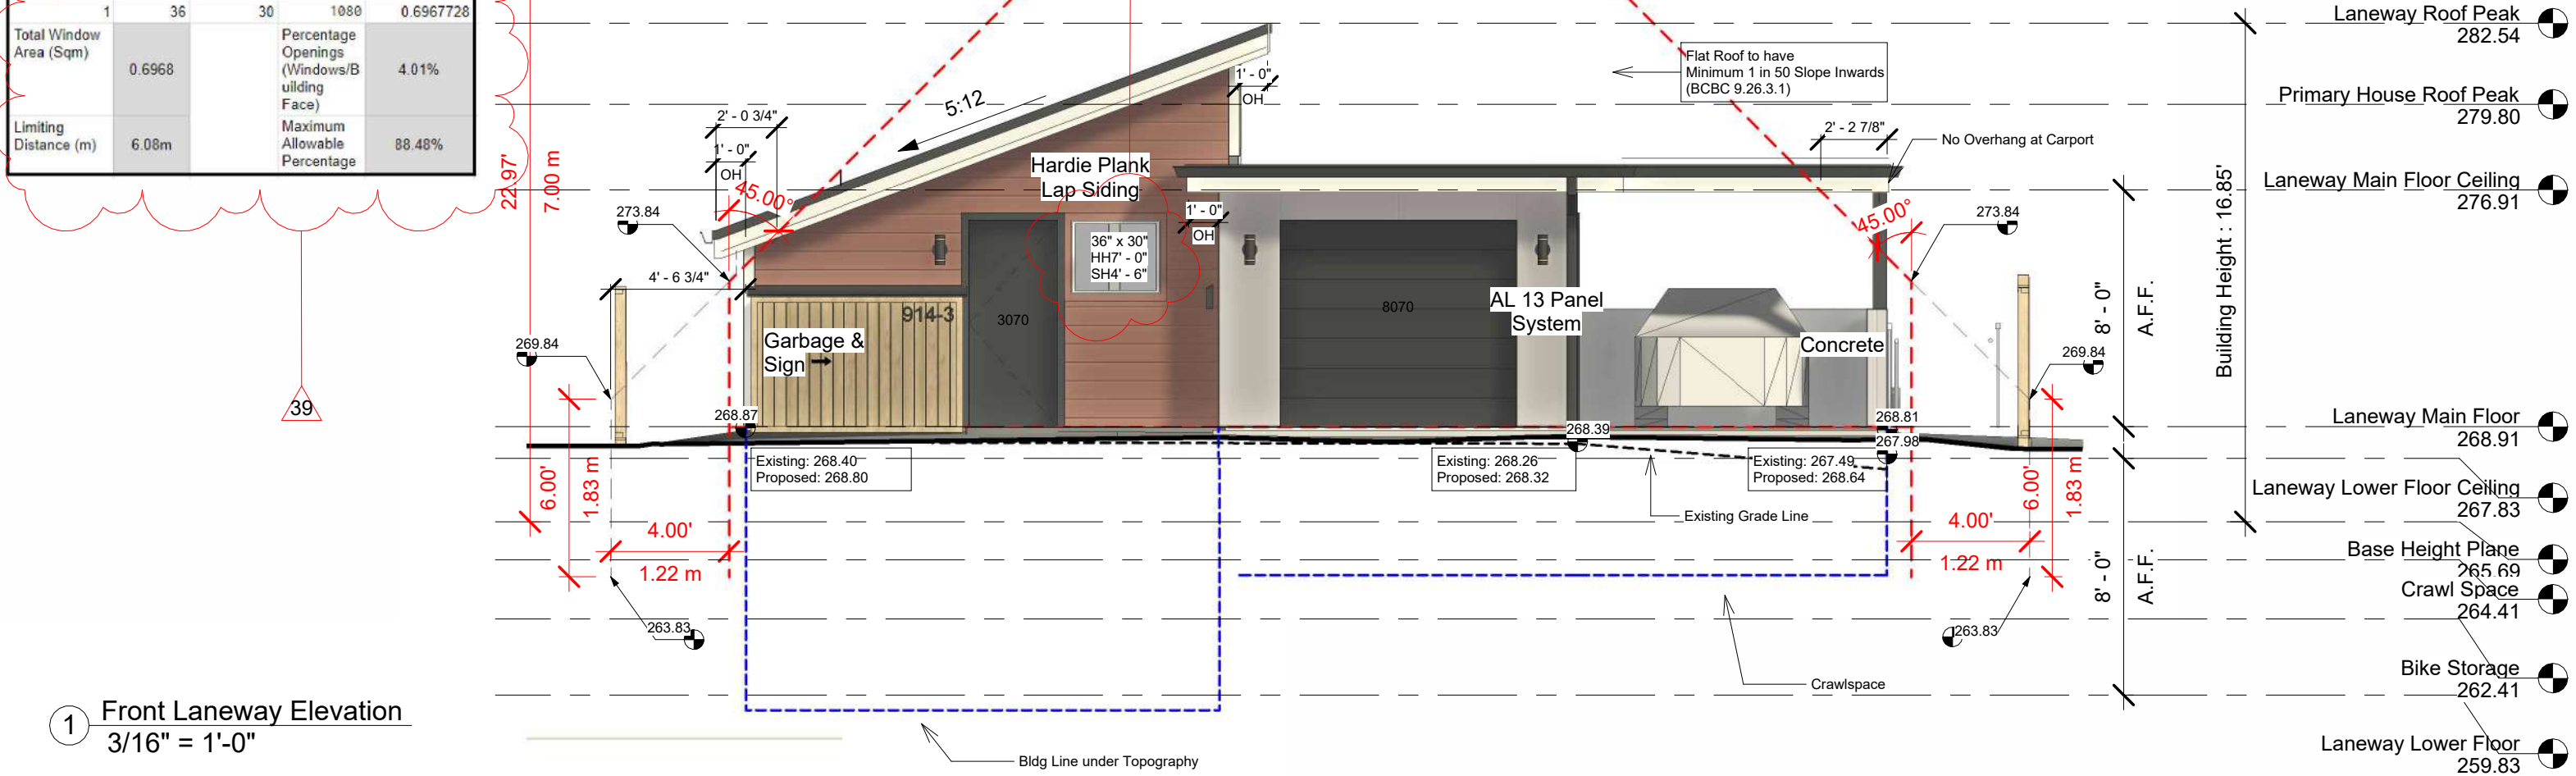 1 36 30 1080 0.6967728
Total Window
Area (Sqm)
0.6968
Percentage
Openings
(Windows/B
uilding
Face)
4.01%
Limiting
Distance (m)
6.08m
Maximum
Allowable
Percentage
88.48%
39
22.97'
7.00 m
2' - 0 3/4"
1' - 0"
OH
45.00°
5:12
1' - 0"
OH
Flat Roof to have
Minimum 1 in 50 Slope Inwards
(BCBC 9.26.3.1)
2' - 2 7/8"
No Overhang at Carport
Hardie Plank
Lap Siding
1' - 0"
OH
45.00°
273.84
273.84
4' - 6 3/4"
36" x 30"
HH7' - 0"
SH4' - 6"
914-3
3070
8070
Garbage &
Sign
AL 13 Panel
System
Concrete
269.84
269.84
268.87
268.39
268.81
267.98
Existing: 268.40
Proposed: 268.80
Existing: 268.26
Proposed: 268.32
Existing: 267.49
Proposed: 268.64
Existing Grade Line
6.00'
1.83 m
4.00'
1.22 m
263.83
4.00'
1.22 m
6.00'
1.83 m
263.83
Crawlspace
Bldg Line under Topography
8' - 0"
A.F.F.
8' - 0"
A.F.F.
Building Height : 16.85'
Laneway Roof Peak
282.54
Primary House Roof Peak
279.80
Laneway Main Floor Ceiling
276.91
Laneway Main Floor
268.91
Laneway Lower Floor Ceiling
267.83
Base Height Plane
265.69
Crawl Space
264.41
Bike Storage
262.41
Laneway Lower Floor
259.83
1
Front Laneway Elevation
3/16" = 1'-0"